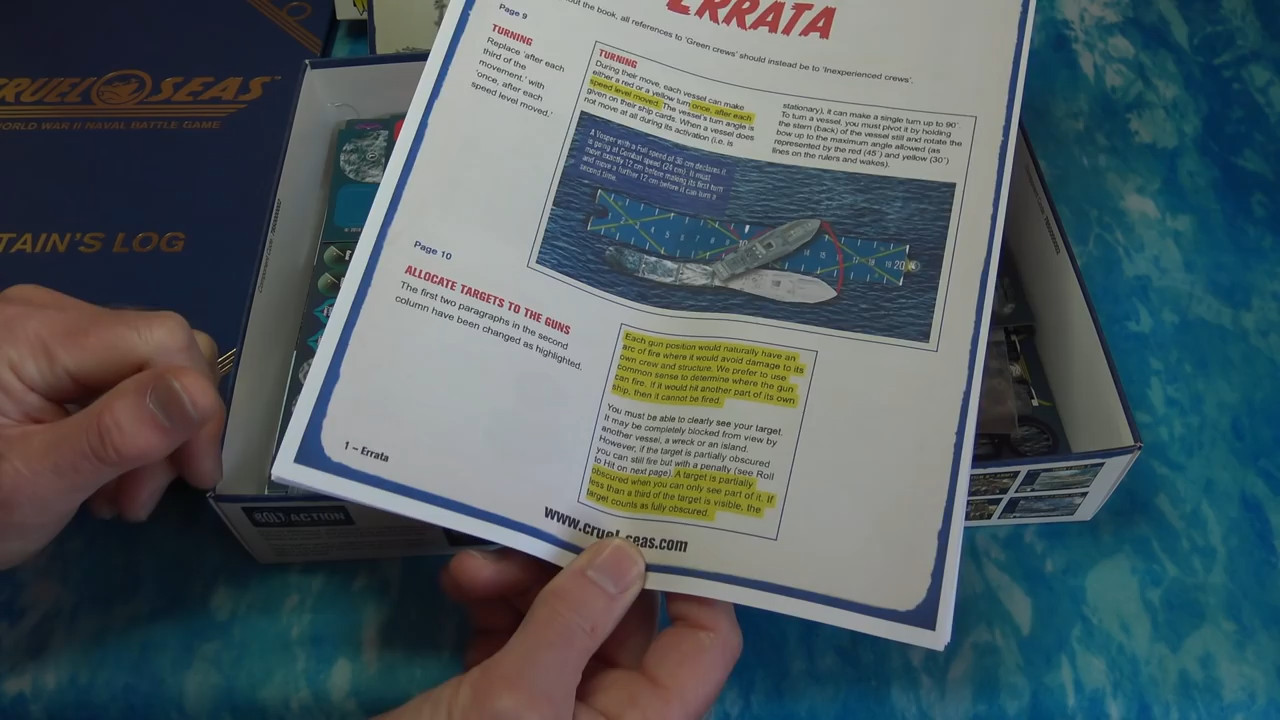 ERRATA
out the book, all references to 'Green crews' should instead be to 'Inexperienced crews'.
Page 9
TURNING
Replace 'after each
third of the
movement,' with
'once, after each
speed level moved.'
TURNING
During their move, each vessel can make
either a red or a yellow turn once, after each
speed level moved. The vessel's turn angle is
given on their ship cards. When a vessel does
not move at all during its activation (i.e. is
stationary), it can make a single turn up to 90°.
To turn a vessel, you must pivot it by holding
the stern (back) of the vessel still and rotate the
bow up to the maximum angle allowed (as
represented by the red (45°) and yellow (30°)
lines on the rulers and wakes).
A Vosper with a Full speed of 36 cm declares it
is going at Combat speed (24 cm). It must
move exactly 12 cm before making its first turn
and move a further 12 cm before it can turn a
second time.
Page 10
ALLOCATE TARGETS TO THE GUNS
The first two paragraphs in the second
column have been changed as highlighted.
Each gun position would naturally have an
arc of fire where it would avoid damage to its
own crew and structure. We prefer to use
common sense to determine where the gun
can fire. If it would hit another part of its own
ship, then it cannot be fired.
You must be able to clearly see your target.
It may be completely blocked from view by
another vessel, a wreck or an island.
However, if the target is partially obscured
you can still fire but with a penalty (see Roll
to Hit on next page). A target is partially
obscured when you can only see part of it. If
less than a third of the target is visible, the
target counts as fully obscured.
1 – Errata
www.cruel-seas.com
CRUEL SEAS
WORLD WAR II NAVAL BATTLE GAME
TAIN'S LOG
BOLT ACTION